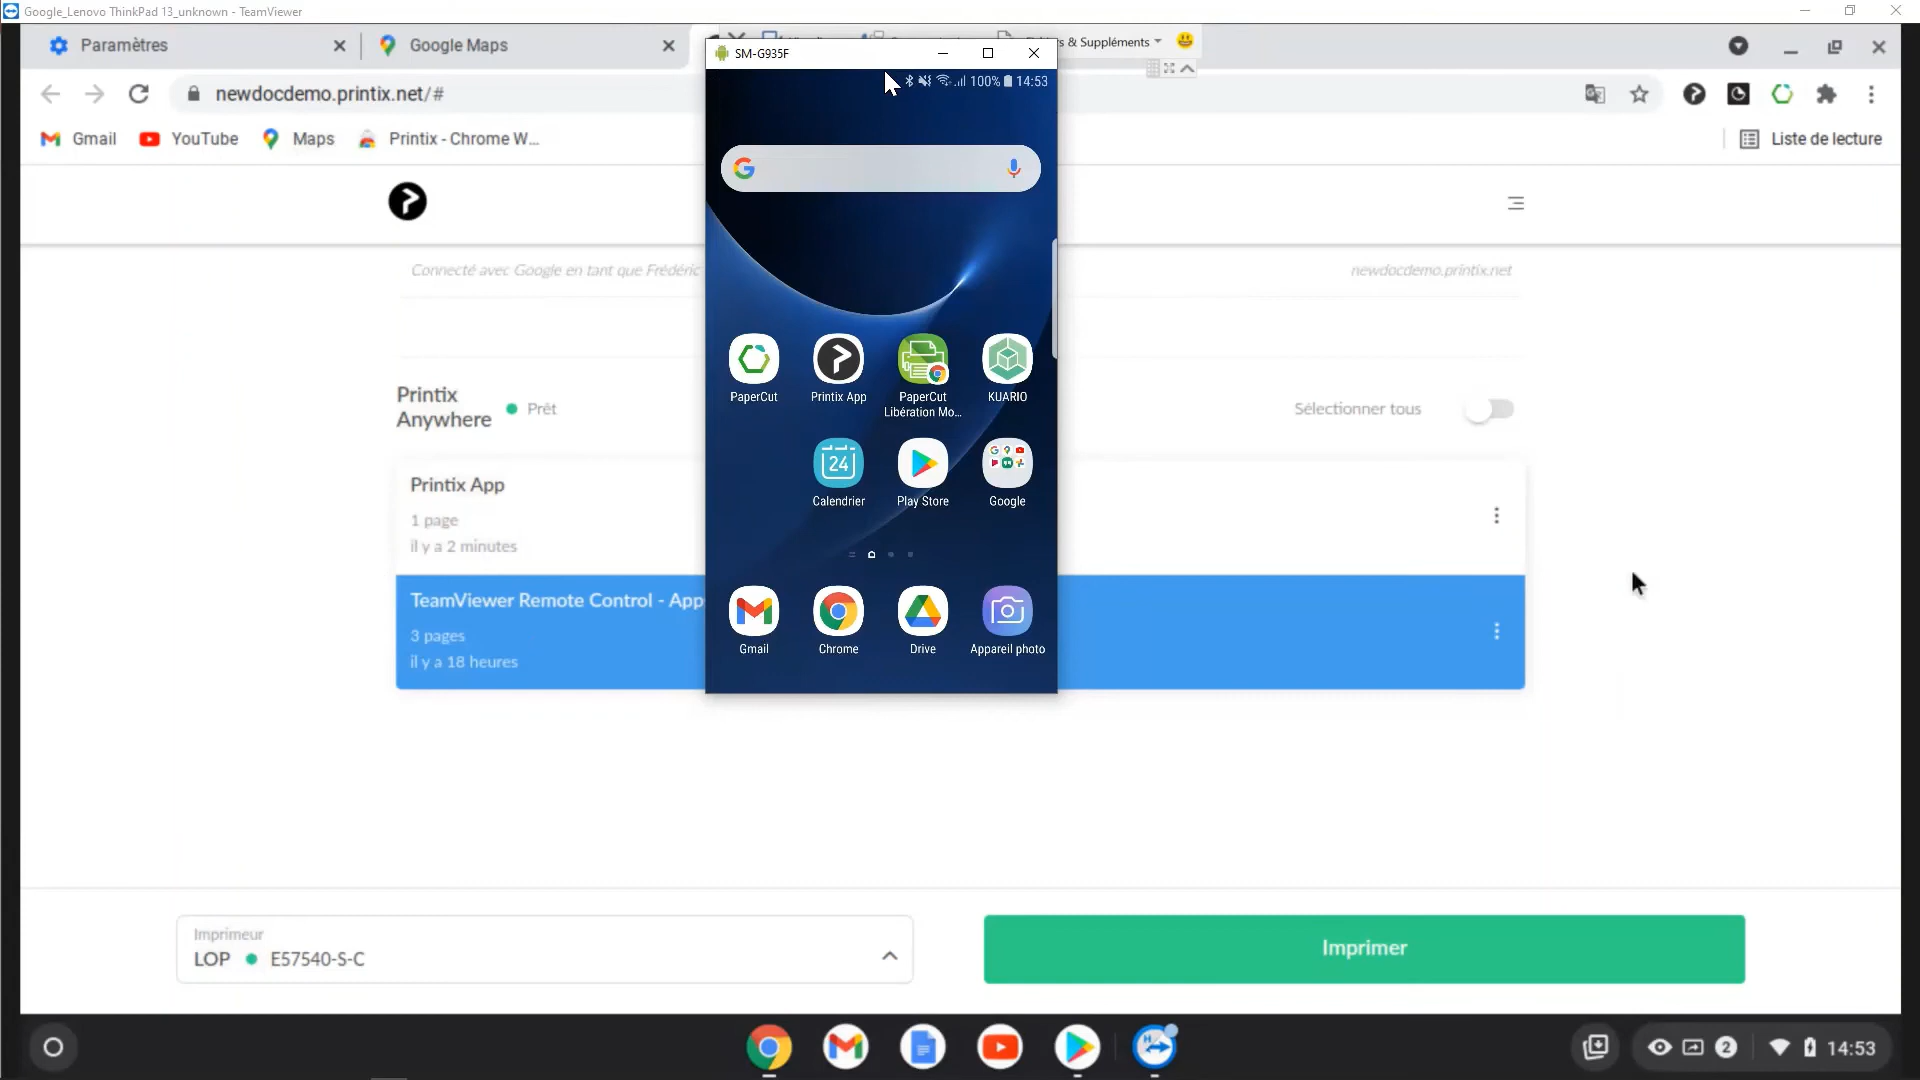 Google_Lenovo ThinkPad 13_unknown - TeamViewer
Paramètres
Google Maps
s & Suppléments
SM-G935F
100% 14:53
newdocdemo.printix.net/#
Gmail
YouTube
Maps
Printix - Chrome W...
Liste de lecture
Connecté avec Google en tant que Frédéric
newdocdemo.printix.net
Printix
Anywhere
Prêt
Sélectionner tous
PaperCut
Printix App
PaperCut
Libération Mo...
KUARIO
24
Calendrier
Play Store
Google
Printix App
1 page
il y a 2 minutes
TeamViewer Remote Control - App
3 pages
il y a 18 heures
Gmail
Chrome
Drive
Appareil photo
Imprimeur
LOP E57540-S-C
Imprimer
2
14:53